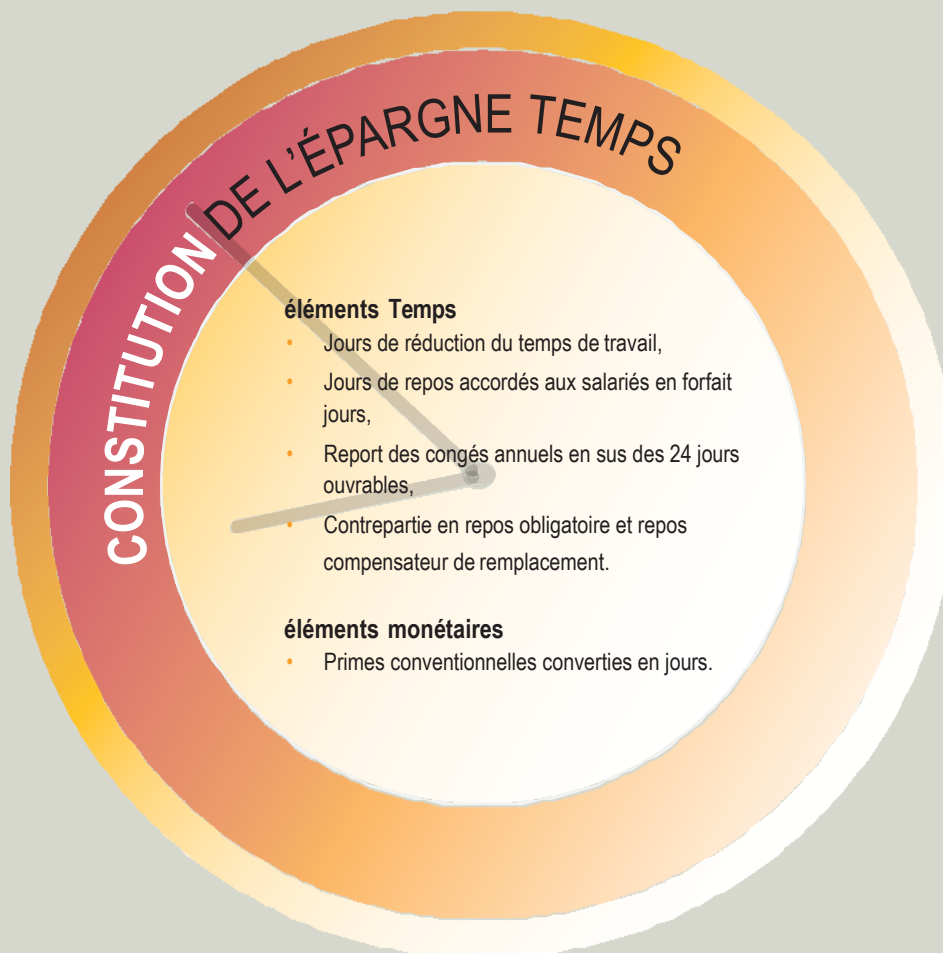 CONSTITUTION DE L'ÉPARGNE TEMPS
éléments Temps
• Jours de réduction du temps de travail,
• Jours de repos accordés aux salariés en forfait
jours,
• Report des congés annuels en sus des 24 jours
ouvrables,
• Contrepartie en repos obligatoire et repos
compensateur de remplacement.
éléments monétaires
• Primes conventionnelles converties en jours.